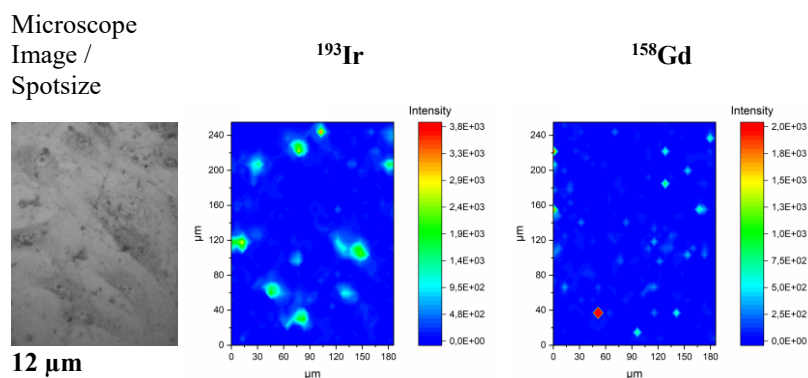 Microscope
Image /
Spotsize
¹⁹³Ir
¹⁵⁸Gd
12 µm
Intensity
3,8E+03
3,4E+03
2,9E+03
2,4E+03
1,9E+03
1,4E+03
9,5E+02
4,8E+02
0,0E+00
240
200
160
120
80
40
0
µm
0 30 60 90 120 150 180
µm
Intensity
2,0E+03
1,8E+03
1,5E+03
1,3E+03
1,0E+03
7,5E+02
5,0E+02
2,5E+02
0,0E+00
240
200
160
120
80
40
0
µm
0 30 60 90 120 150 180
µm